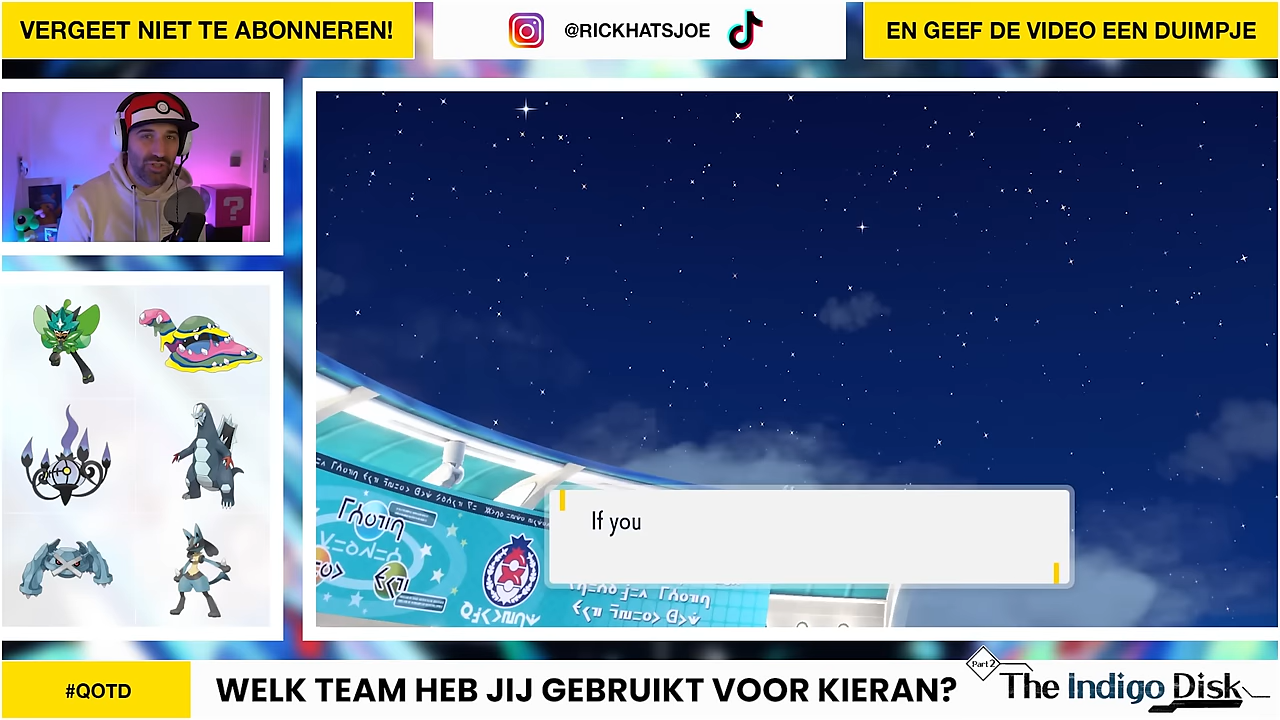 VERGEET NIET TE ABONNEREN!
@RICKHATSJOE
EN GEEF DE VIDEO EEN DUIMPJE
?
If you
#QOTD
WELK TEAM HEB JIJ GEBRUIKT VOOR KIERAN?
Part 2
The Indigo Disk